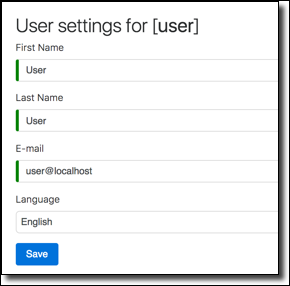 User settings for [user]
First Name
User
Last Name
User
E-mail
user@localhost
Language
English
Save